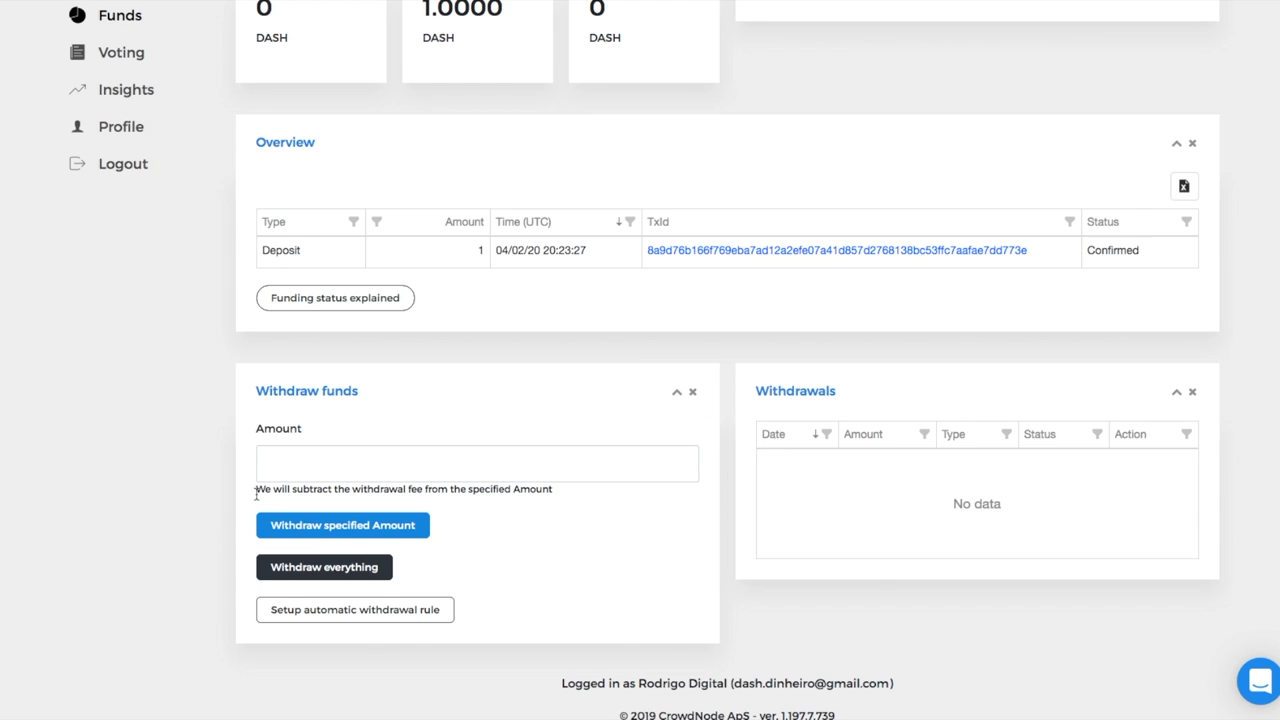 Funds
Voting
Insights
Profile
Logout
0
DASH
1.0000
DASH
0
DASH
Overview
Type Amount Time (UTC) TxId Status
Deposit 1 04/02/20 20:23:27 8a9d76b166f769eba7ad12a2efe07a41d857d2768138bc53ffc7aafae7dd773e Confirmed
Funding status explained
Withdraw funds
Amount
We will subtract the withdrawal fee from the specified Amount
Withdraw specified Amount
Withdraw everything
Setup automatic withdrawal rule
Withdrawals
Date Amount Type Status Action
No data
Logged in as Rodrigo Digital (dash.dinheiro@gmail.com)
© 2019 CrowdNode ApS - ver. 1.197.7.739